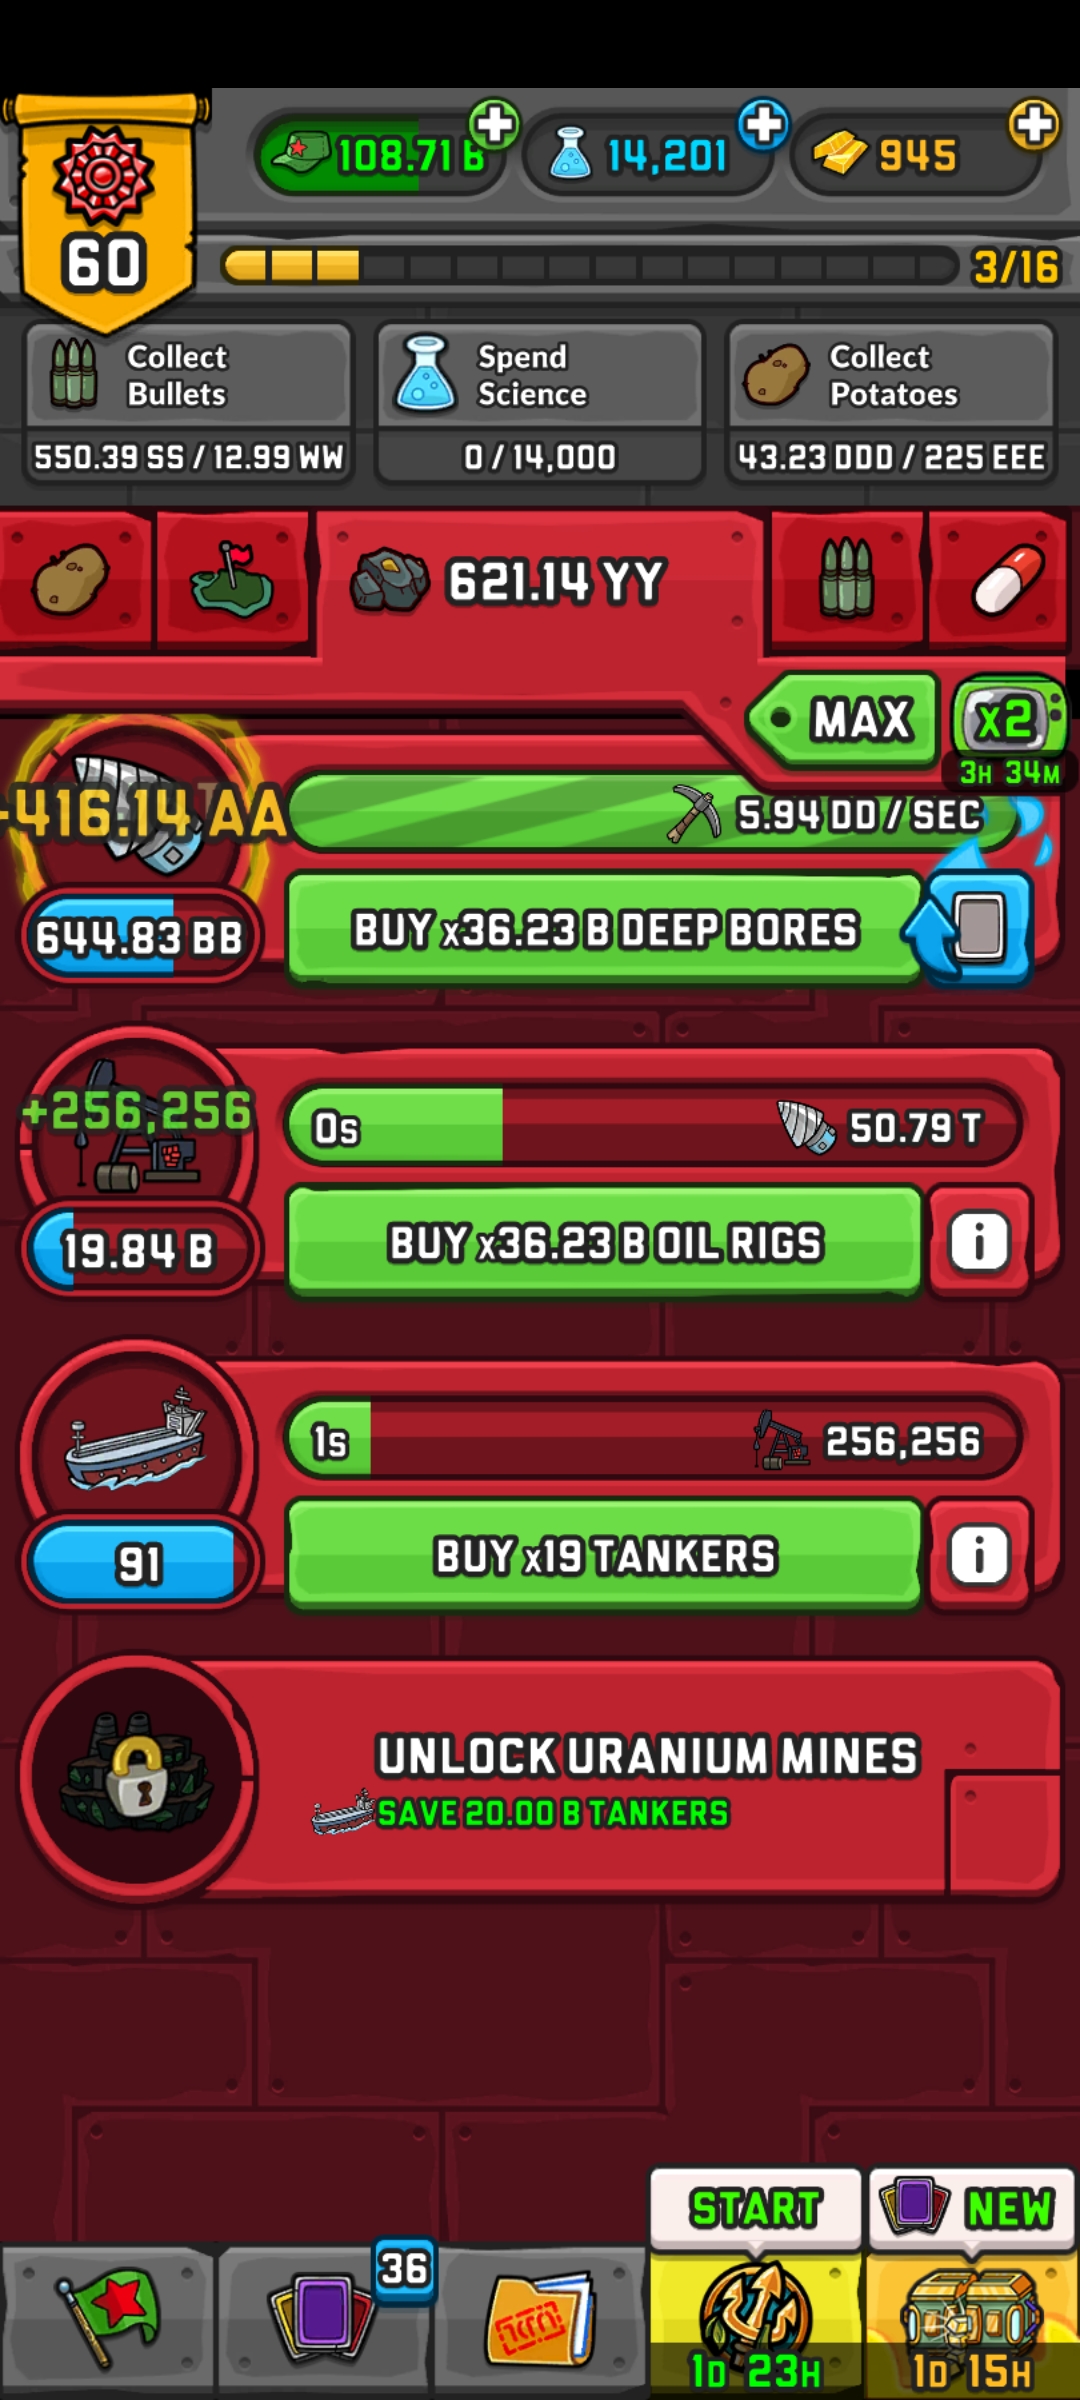 60
108.71 B
14,201
945
3/16
Collect
Bullets
550.39 SS / 12.99 WW
Spend
Science
0 / 14,000
Collect
Potatoes
43.23 DDD / 225 EEE
621.14 YY
MAX
x2
3H 34M
-416.14 AA
5.94 DD / SEC
644.83 BB
BUY x36.23 B DEEP BORES
+256,256
0s
50.79 T
19.84 B
BUY x36.23 B OIL RIGS
i
1s
256,256
91
BUY x19 TANKERS
i
UNLOCK URANIUM MINES
SAVE 20.00 B TANKERS
START
NEW
36
1D 23H
1D 15H